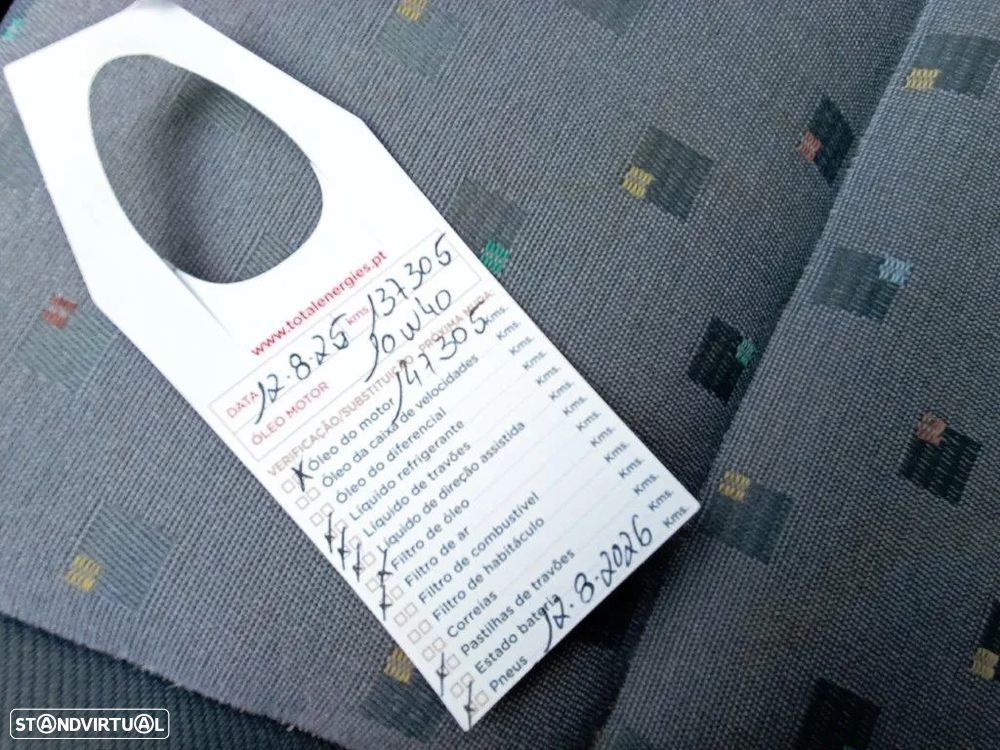 www.totalenergies.pt
DATA 12.8.25 kms 137305
ÓLEO MOTOR 10W40
VERIFICAÇÃO/SUBSTITUIÇÃO PRÓXIMA MUDA:
Óleo do motor 147305 Kms.
Óleo da caixa de velocidades Kms.
Óleo do diferencial Kms.
Líquido refrigerante Kms.
Líquido de travões Kms.
Líquido de direção assistida Kms.
Filtro de óleo Kms.
Filtro de ar Kms.
Filtro de combustível Kms.
Filtro de habitáculo Kms.
Correias Kms.
Pastilhas de travões Kms.
Estado bateria Kms.
Pneus 12.8.2026 Kms.
STANDVIRTUAL